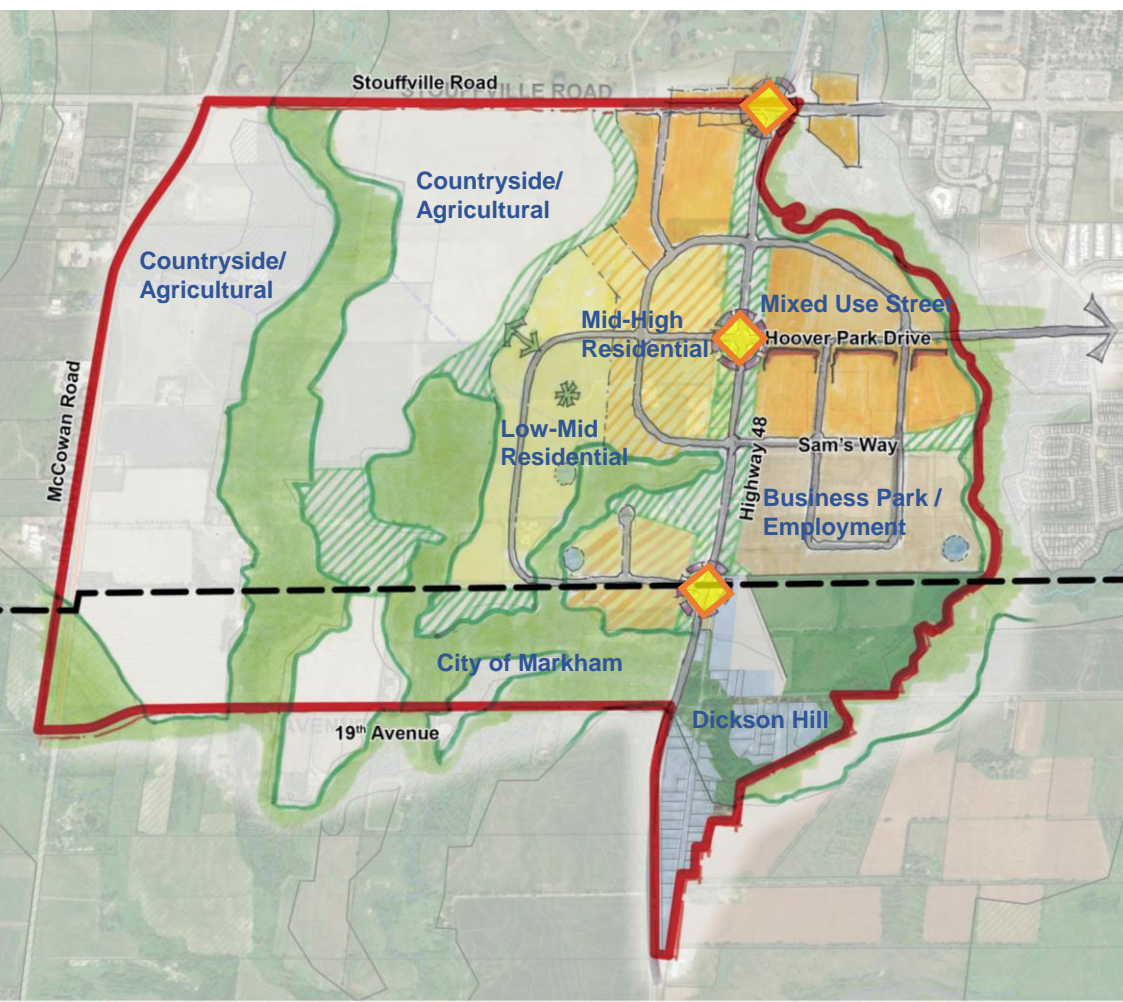 Stouffville Road
STOUFFVILLE ROAD
Countryside/
Agricultural
Countryside/
Agricultural
Mixed Use Street
Mid-High
Residential
Hoover Park Drive
McCowan Road
Low-Mid
Residential
Highway 48
Sam's Way
Business Park /
Employment
City of Markham
Dickson Hill
AVENUE
19th Avenue